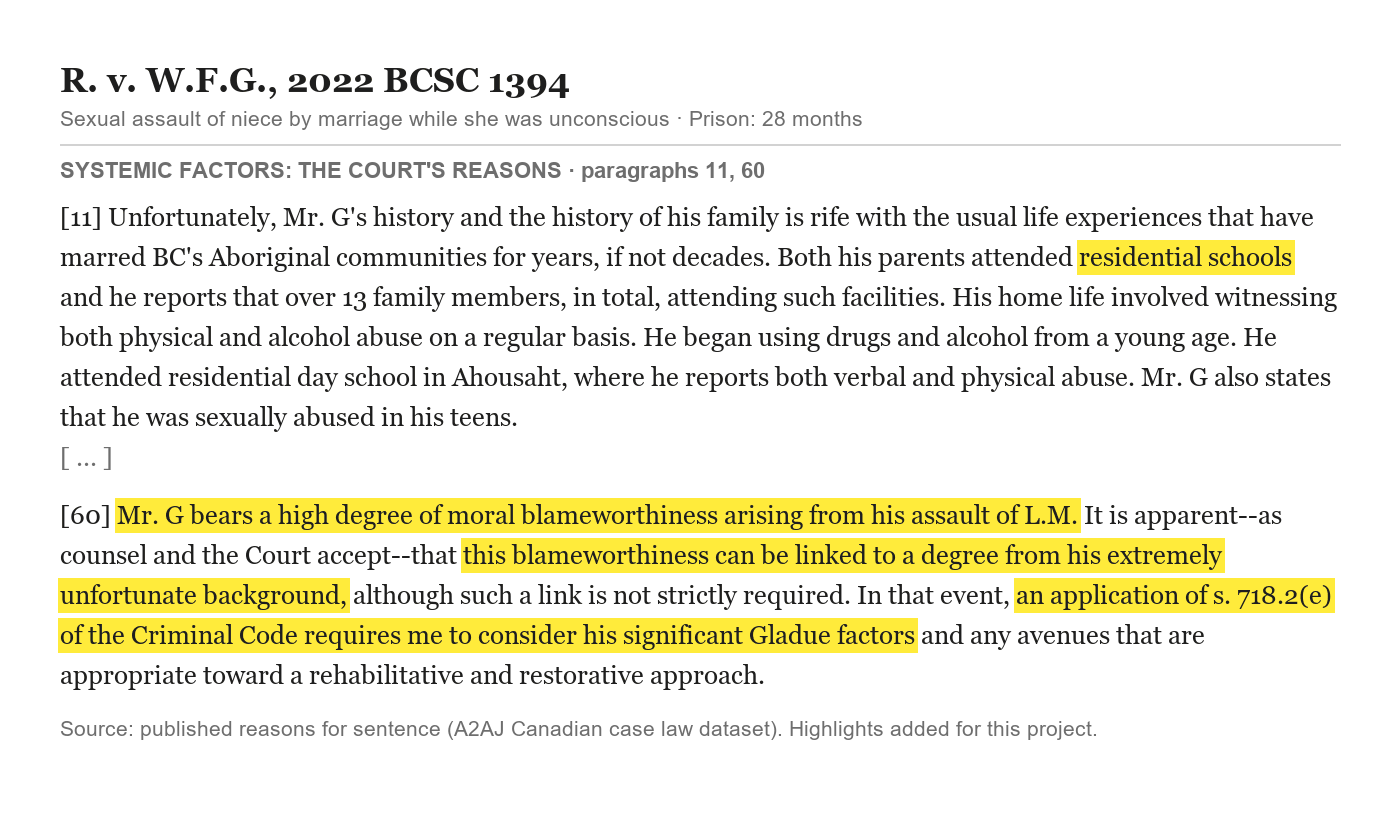 R. v. W.F.G., 2022 BCSC 1394
Sexual assault of niece by marriage while she was unconscious · Prison: 28 months
SYSTEMIC FACTORS: THE COURT'S REASONS · paragraphs 11, 60
[11] Unfortunately, Mr. G's history and the history of his family is rife with the usual life experiences that have
marred BC's Aboriginal communities for years, if not decades. Both his parents attended residential schools
and he reports that over 13 family members, in total, attending such facilities. His home life involved witnessing
both physical and alcohol abuse on a regular basis. He began using drugs and alcohol from a young age. He
attended residential day school in Ahousaht, where he reports both verbal and physical abuse. Mr. G also states
that he was sexually abused in his teens.
[ ... ]
[60] Mr. G bears a high degree of moral blameworthiness arising from his assault of L.M. It is apparent--as
counsel and the Court accept--that this blameworthiness can be linked to a degree from his extremely
unfortunate background, although such a link is not strictly required. In that event, an application of s. 718.2(e)
of the Criminal Code requires me to consider his significant Gladue factors and any avenues that are
appropriate toward a rehabilitative and restorative approach.
Source: published reasons for sentence (A2AJ Canadian case law dataset). Highlights added for this project.